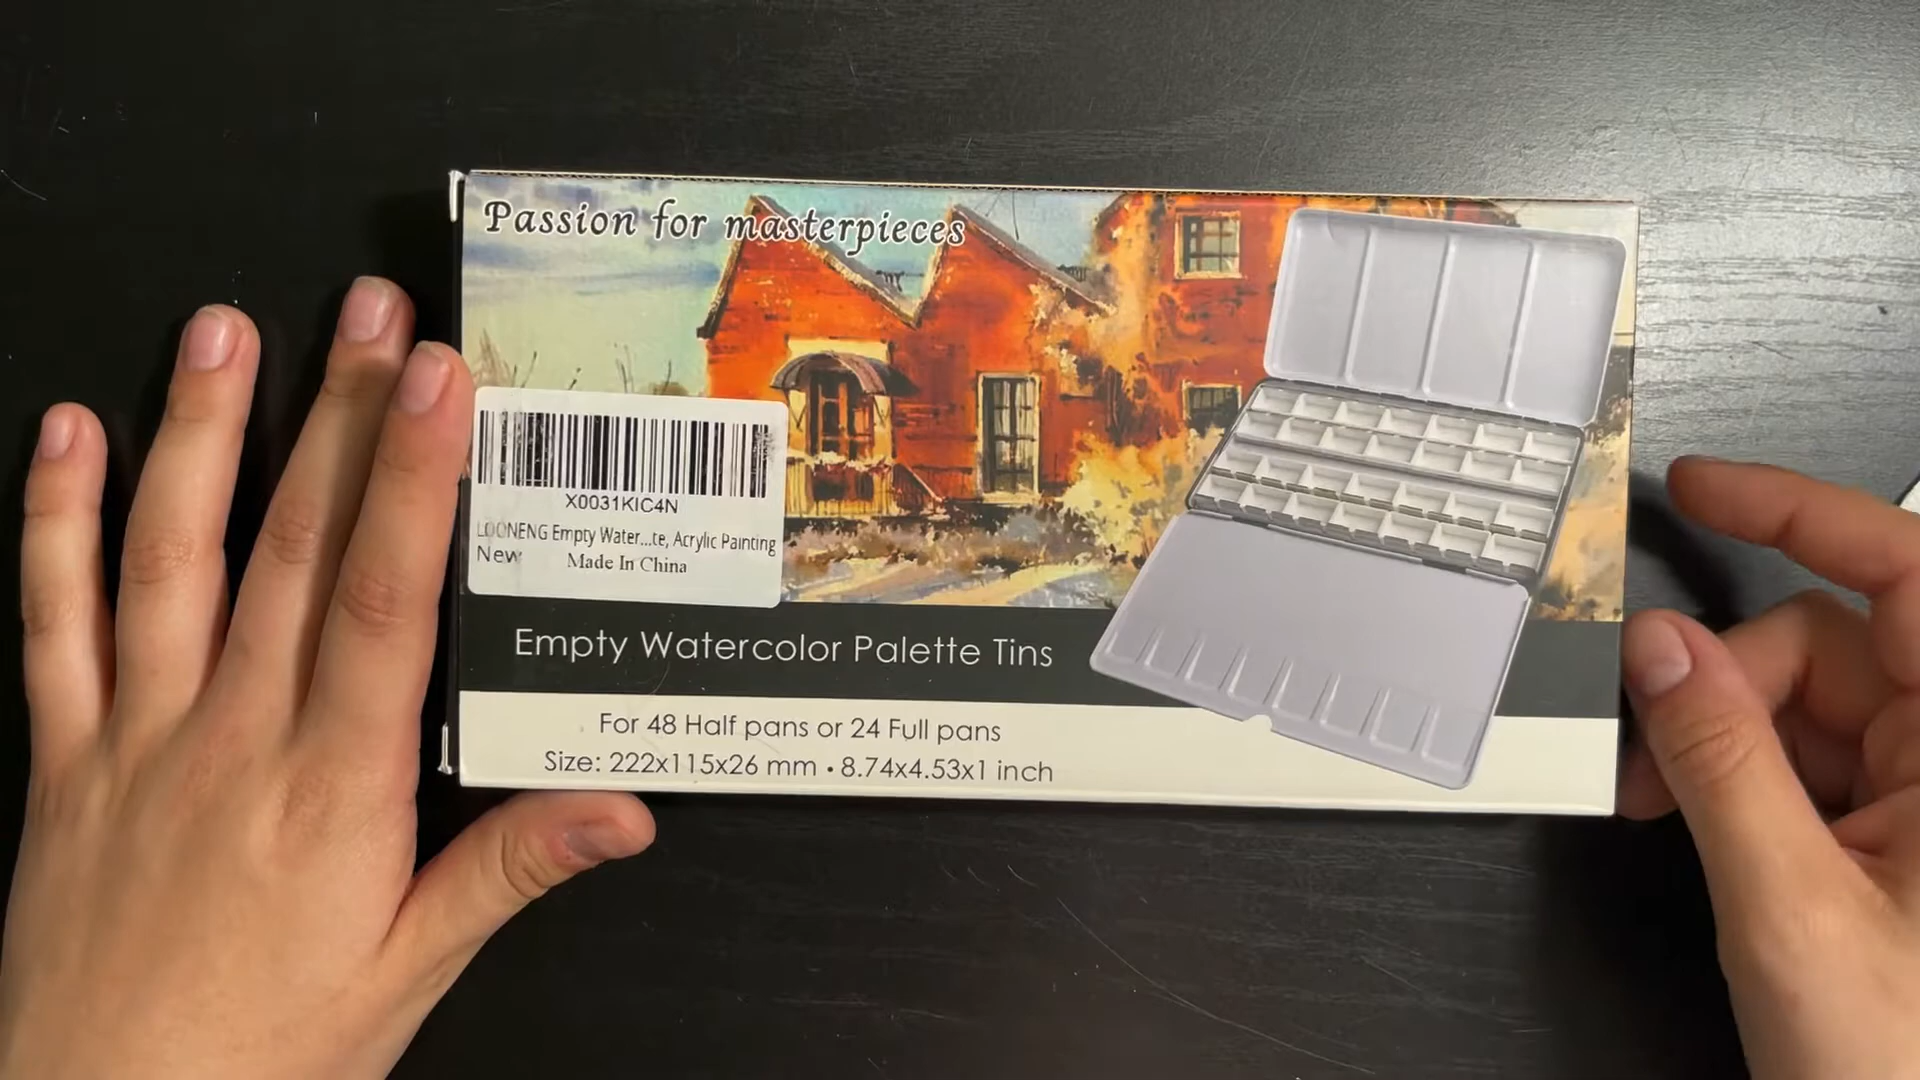 Passion for masterpieces
X0031KIC4N
LOONENG Empty Water...te, Acrylic Painting
New
Made In China
Empty Watercolor Palette Tins
For 48 Half pans or 24 Full pans
Size: 222x115x26 mm • 8.74x4.53x1 inch